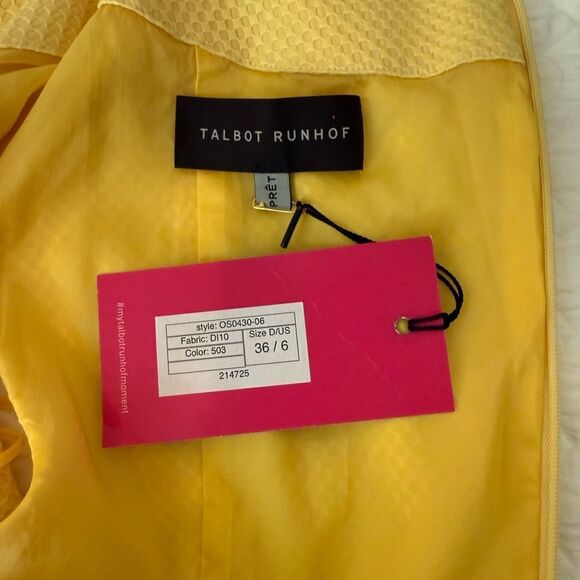 TALBOT RUNHOF
PRÊT
#mytalbotrunhofmoment
style: OS0430-06
Fabric: DI10
Color: 503
Size D/US
36 / 6
214725